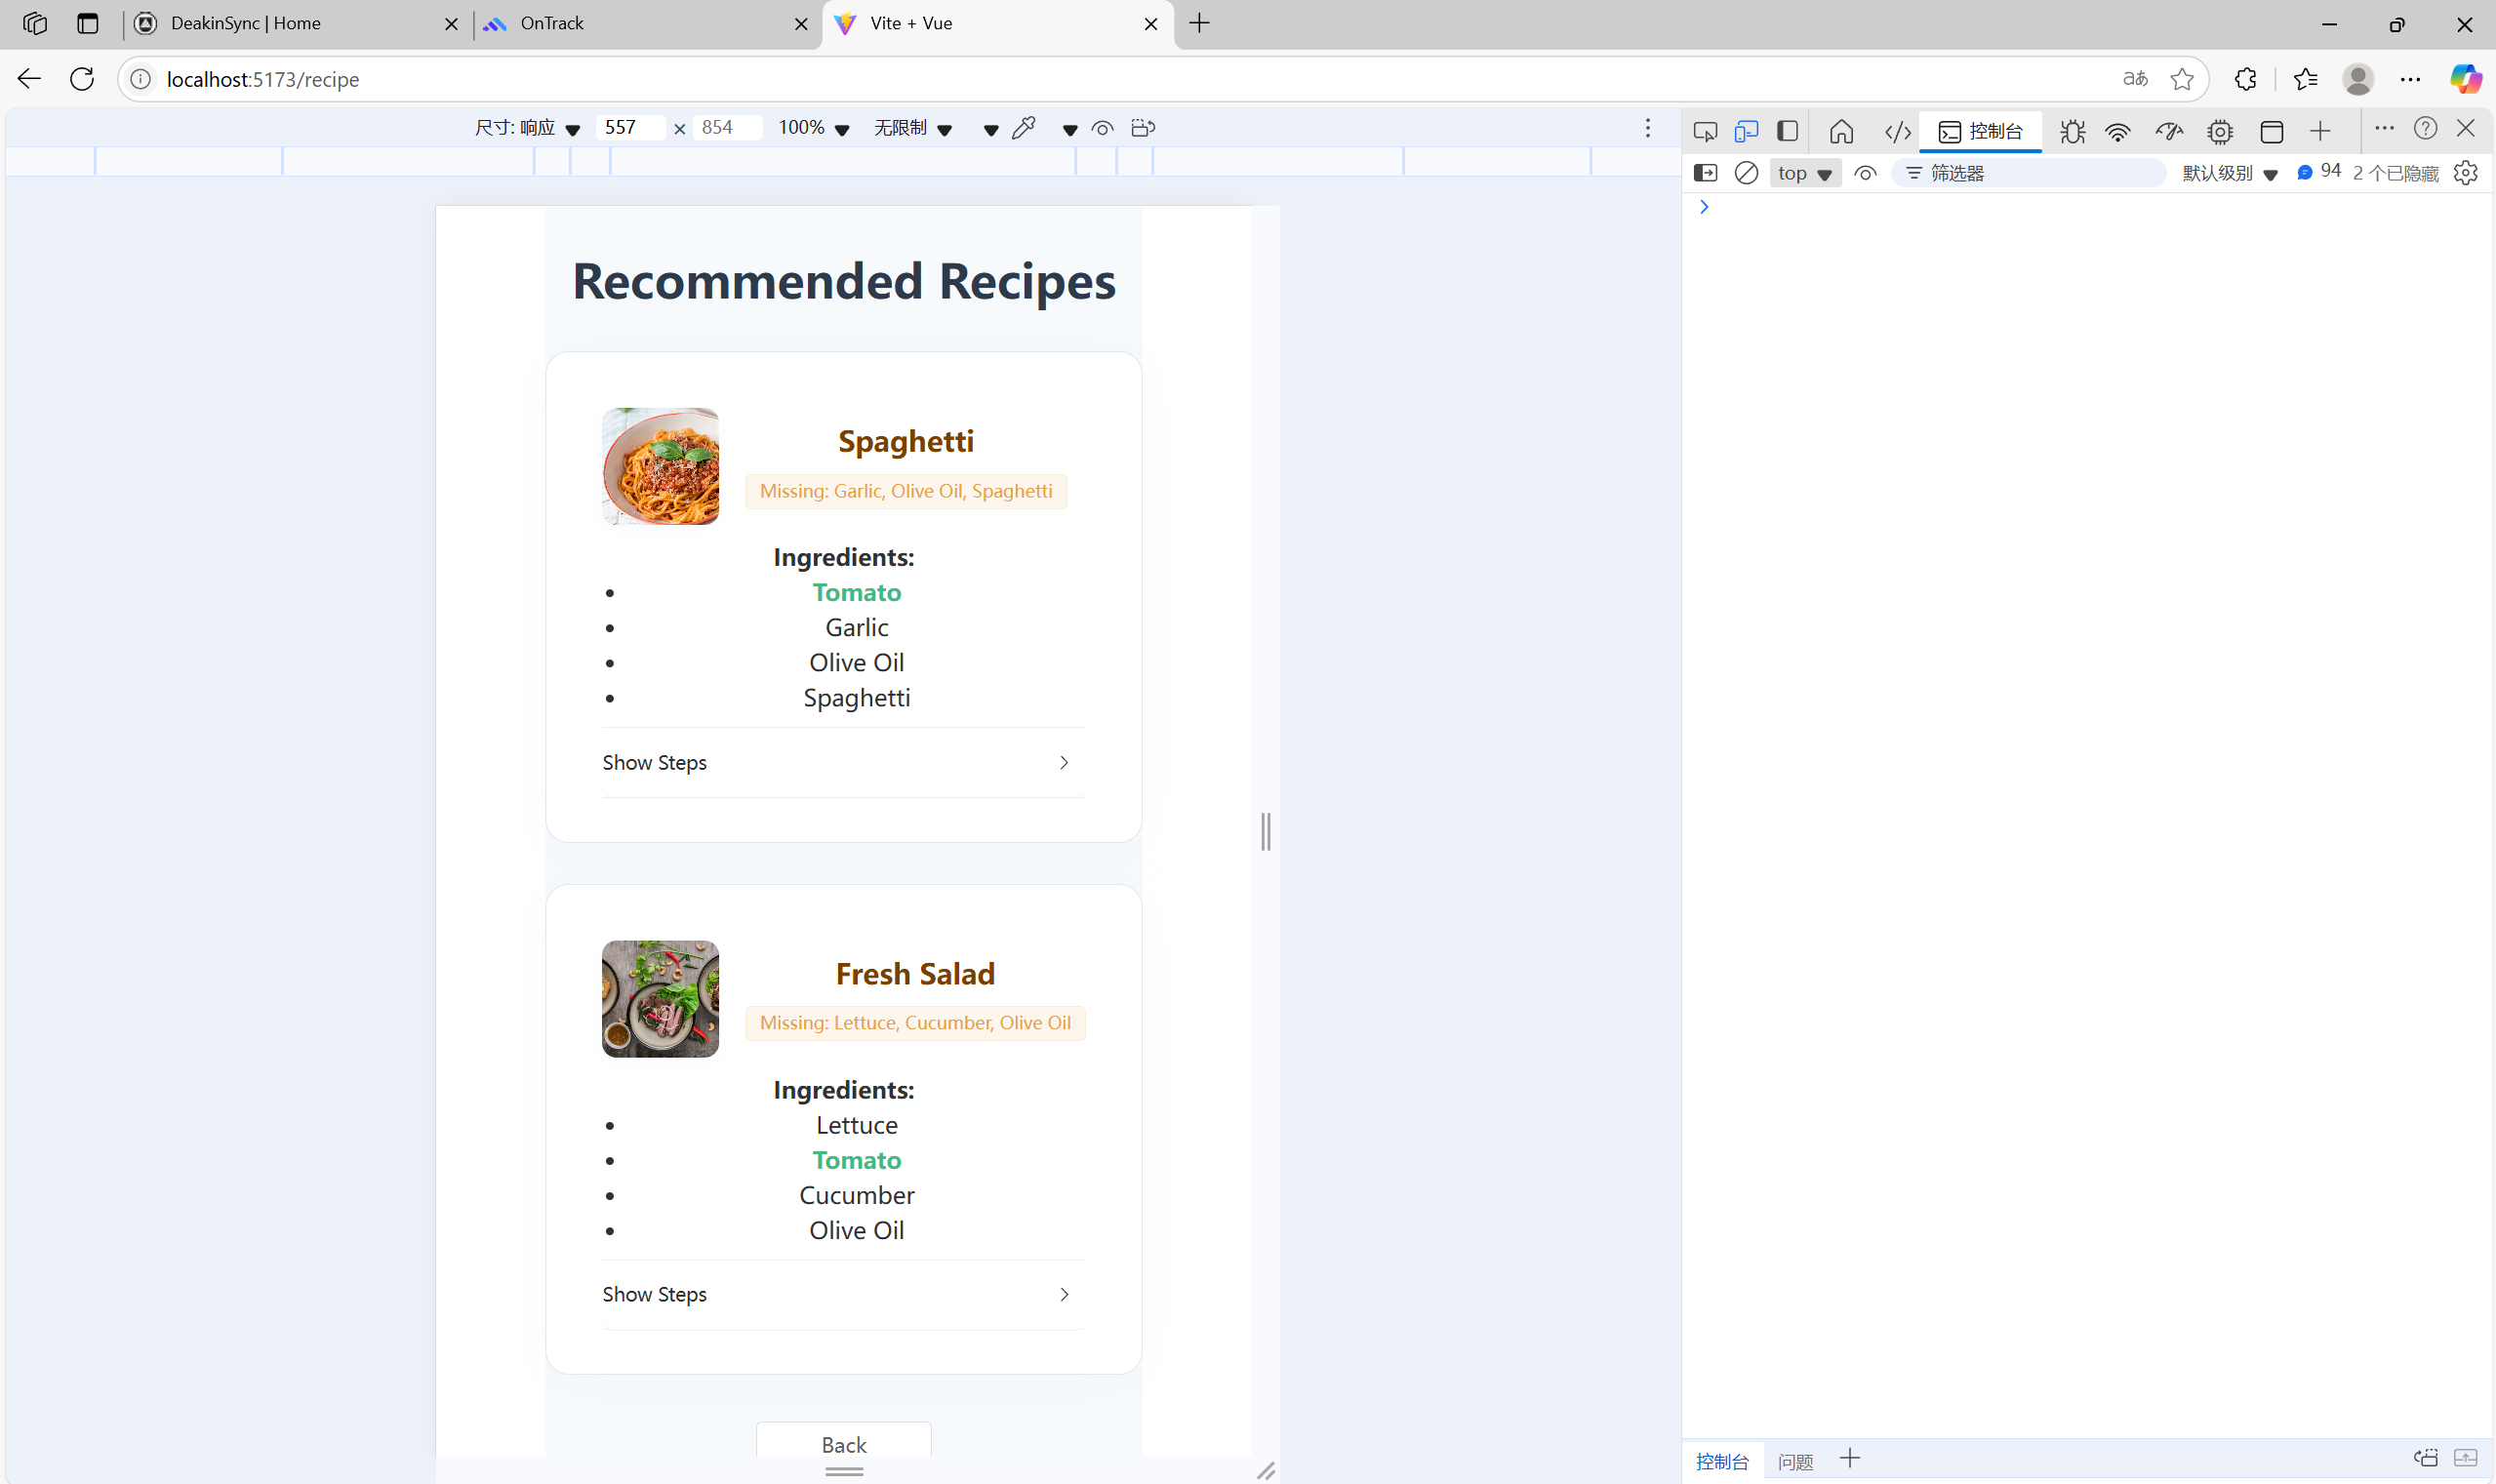 DeakinSync | Home
OnTrack
Vite + Vue
localhost:5173/recipe
aあ
尺寸: 响应 557 × 854 100% 无限制
控制台
top 筛选器 默认级别 94 2 个已隐藏
Recommended Recipes
Spaghetti
Missing: Garlic, Olive Oil, Spaghetti
Ingredients:
• Tomato
• Garlic
• Olive Oil
• Spaghetti
Show Steps
Fresh Salad
Missing: Lettuce, Cucumber, Olive Oil
Ingredients:
• Lettuce
• Tomato
• Cucumber
• Olive Oil
Show Steps
Back
控制台 问题